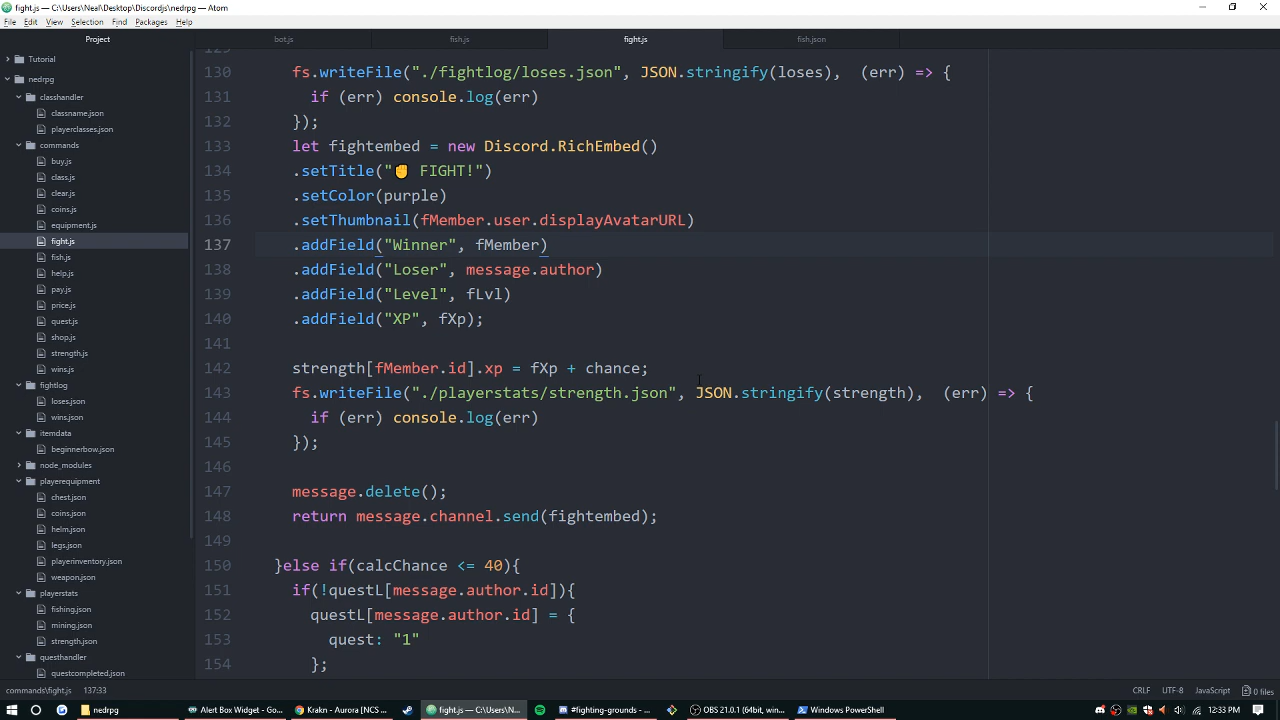 fight.js — C:\Users\Neal\Desktop\Discordjs\nedrpg — Atom
File Edit View Selection Find Packages Help
Project
bot.js
fish.js
fight.js
fish.json
Tutorial
nedrpg
classhandler
classname.json
playerclasses.json
commands
buy.js
class.js
clear.js
coins.js
equipment.js
fight.js
fish.js
help.js
pay.js
price.js
quest.js
shop.js
strength.js
wins.js
fightlog
loses.json
wins.json
itemdata
beginnerbow.json
node_modules
playerequipment
chest.json
coins.json
helm.json
legs.json
playerinventory.json
weapon.json
playerstats
fishing.json
mining.json
strength.json
questhandler
questcompleted.json
129
130 fs.writeFile("./fightlog/loses.json", JSON.stringify(loses), (err) => {
131 if (err) console.log(err)
132 });
133 let fightembed = new Discord.RichEmbed()
134 .setTitle("✊ FIGHT!")
135 .setColor(purple)
136 .setThumbnail(fMember.user.displayAvatarURL)
137 .addField("Winner", fMember)
138 .addField("Loser", message.author)
139 .addField("Level", fLvl)
140 .addField("XP", fXp);
141
142 strength[fMember.id].xp = fXp + chance;
143 fs.writeFile("./playerstats/strength.json", JSON.stringify(strength), (err) => {
144 if (err) console.log(err)
145 });
146
147 message.delete();
148 return message.channel.send(fightembed);
149
150 }else if(calcChance <= 40){
151 if(!questL[message.author.id]){
152 questL[message.author.id] = {
153 quest: "1"
154 };
commands\fight.js 137:33
CRLF UTF-8 JavaScript 0 files
nedrpg
Alert Box Widget - Go...
Krakn - Aurora [NCS ...
fight.js — C:\Users\N...
#fighting-grounds - ...
OBS 21.0.1 (64bit, win...
Windows PowerShell
12:33 PM